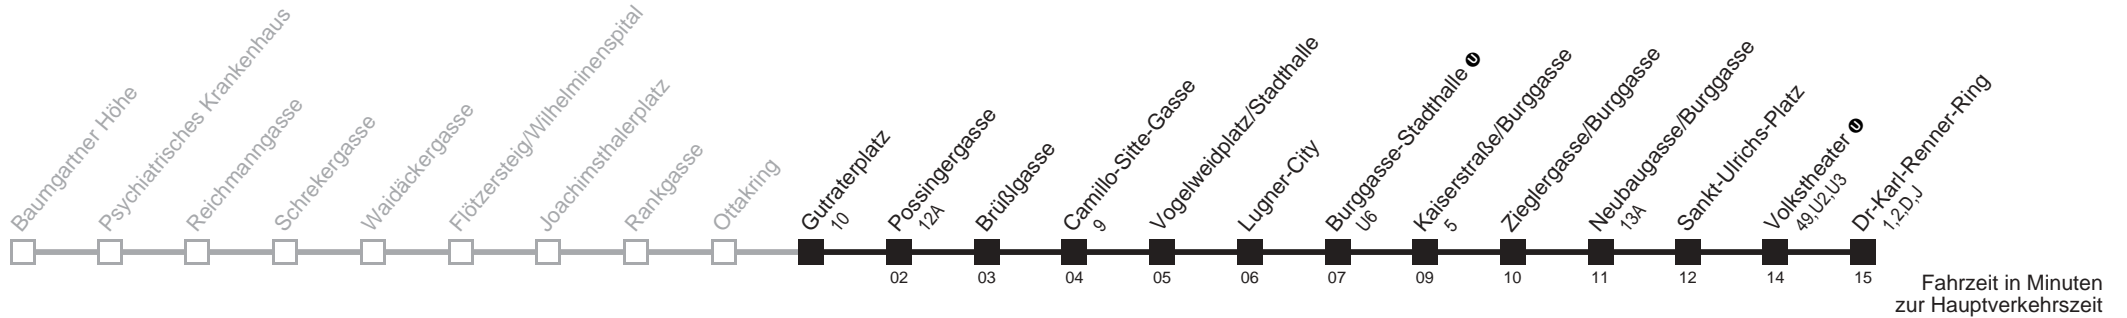 Baumgartner Höhe
Psychiatrisches Krankenhaus
Reichmanngasse
Schrekergasse
Waidäckergasse
Flötzersteig/Wilhelminenspital
Joachimsthalerplatz
Rankgasse
Ottakring
Gutraterplatz
10
Possingergasse
12A
02
Brüßlgasse
03
Camillo-Sitte-Gasse
9
04
Vogelweidplatz/Stadthalle
05
Lugner-City
06
Burggasse-Stadthalle U
U6
07
Kaiserstraße/Burggasse
5
09
Zieglergasse/Burggasse
10
Neubaugasse/Burggasse
13A
11
Sankt-Ulrichs-Platz
12
Volkstheater U
49,U2,U3
14
Dr-Karl-Renner-Ring
1,2,D,J
15
Fahrzeit in Minuten
zur Hauptverkehrszeit